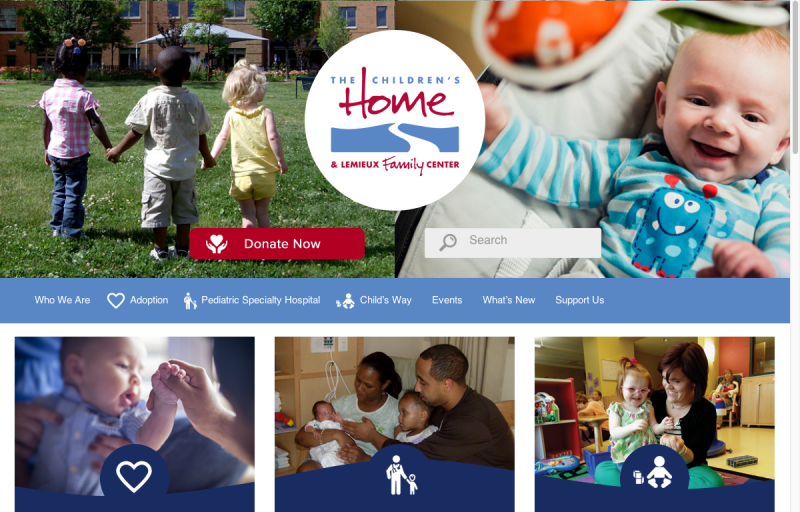 THE CHILDREN'S
Home
& LEMIEUX Family CENTER
Donate Now
Search
Who We Are
Adoption
Pediatric Specialty Hospital
Child's Way
Events
What's New
Support Us